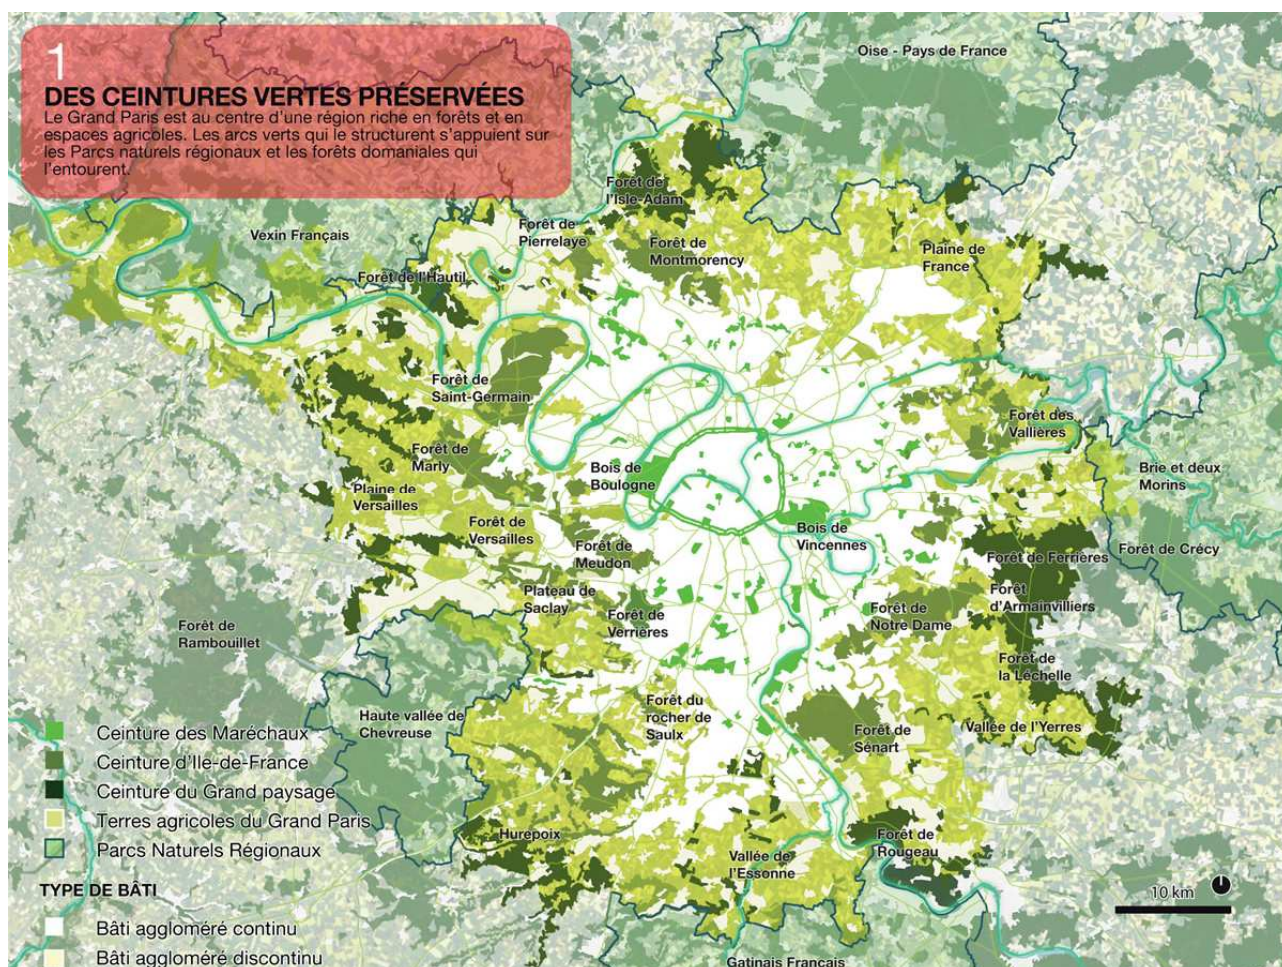 1
DES CEINTURES VERTES PRÉSERVÉES
Le Grand Paris est au centre d'une région riche en forêts et en
espaces agricoles. Les arcs verts qui le structurent s'appuient sur
les Parcs naturels régionaux et les forêts domaniales qui
l'entourent.
Oise - Pays de France
Forêt de
l'Isle-Adam
Vexin Français
Forêt de
Pierrelaye
Forêt de
Montmorency
Plaine de
France
Forêt de l'Hautil
Forêt de
Saint-Germain
Forêt des
Vallières
Forêt de
Marly
Bois de
Boulogne
Brie et deux
Morins
Plaine de
Versailles
Forêt de
Versailles
Bois de
Vincennes
Forêt de
Meudon
Forêt de Ferrières
Forêt de Crécy
Plateau de
Saclay
Forêt
d'Armainvilliers
Forêt de
Rambouillet
Forêt de
Verrières
Forêt de
Notre Dame
Forêt de
la Léchelle
Haute vallée de
Chevreuse
Forêt du
rocher de
Saulx
Forêt de
Sénart
Vallée de l'Yerres
Ceinture des Maréchaux
Ceinture d'Ile-de-France
Ceinture du Grand paysage
Terres agricoles du Grand Paris
Parcs Naturels Régionaux
Hurepoix
Forêt de
Rougeau
Vallée de
l'Essonne
10 km
TYPE DE BÂTI
Bâti aggloméré continu
Bâti aggloméré discontinu
Gatinais Français